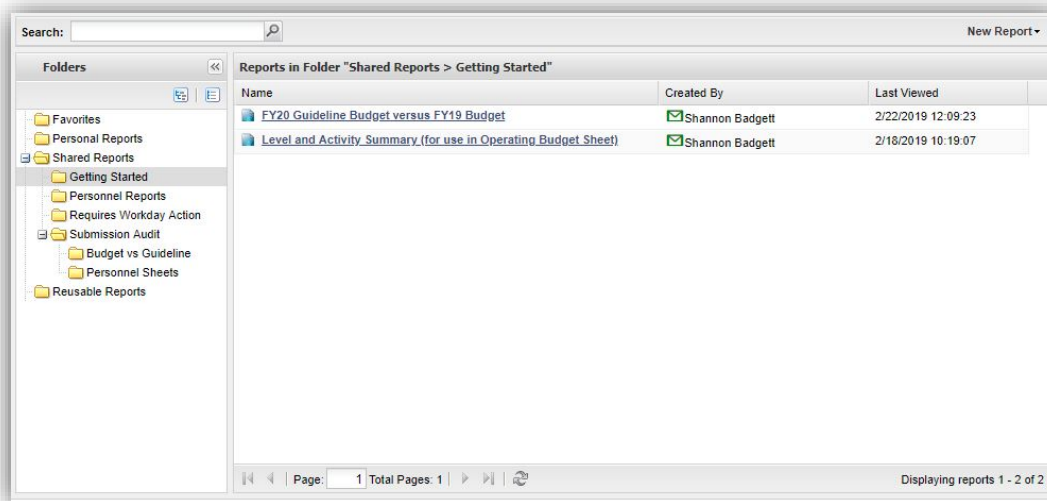 Search:
New Report
Folders
Favorites
Personal Reports
Shared Reports
Getting Started
Personnel Reports
Requires Workday Action
Submission Audit
Budget vs Guideline
Personnel Sheets
Reusable Reports
Reports in Folder "Shared Reports > Getting Started"
Name Created By Last Viewed
FY20 Guideline Budget versus FY19 Budget Shannon Badgett 2/22/2019 12:09:23
Level and Activity Summary (for use in Operating Budget Sheet) Shannon Badgett 2/18/2019 10:19:07
Page: 1 Total Pages: 1 Displaying reports 1 - 2 of 2